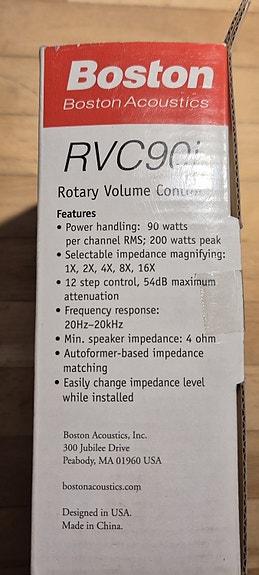 Boston
Boston Acoustics
RVC90i
Rotary Volume Control
Features
• Power handling: 90 watts
per channel RMS; 200 watts peak
• Selectable impedance magnifying:
1X, 2X, 4X, 8X, 16X
• 12 step control, 54dB maximum
attenuation
• Frequency response:
20Hz–20kHz
• Min. speaker impedance: 4 ohm
• Autoformer-based impedance
matching
• Easily change impedance level
while installed
Boston Acoustics, Inc.
300 Jubilee Drive
Peabody, MA 01960 USA
bostonacoustics.com
Designed in USA.
Made in China.